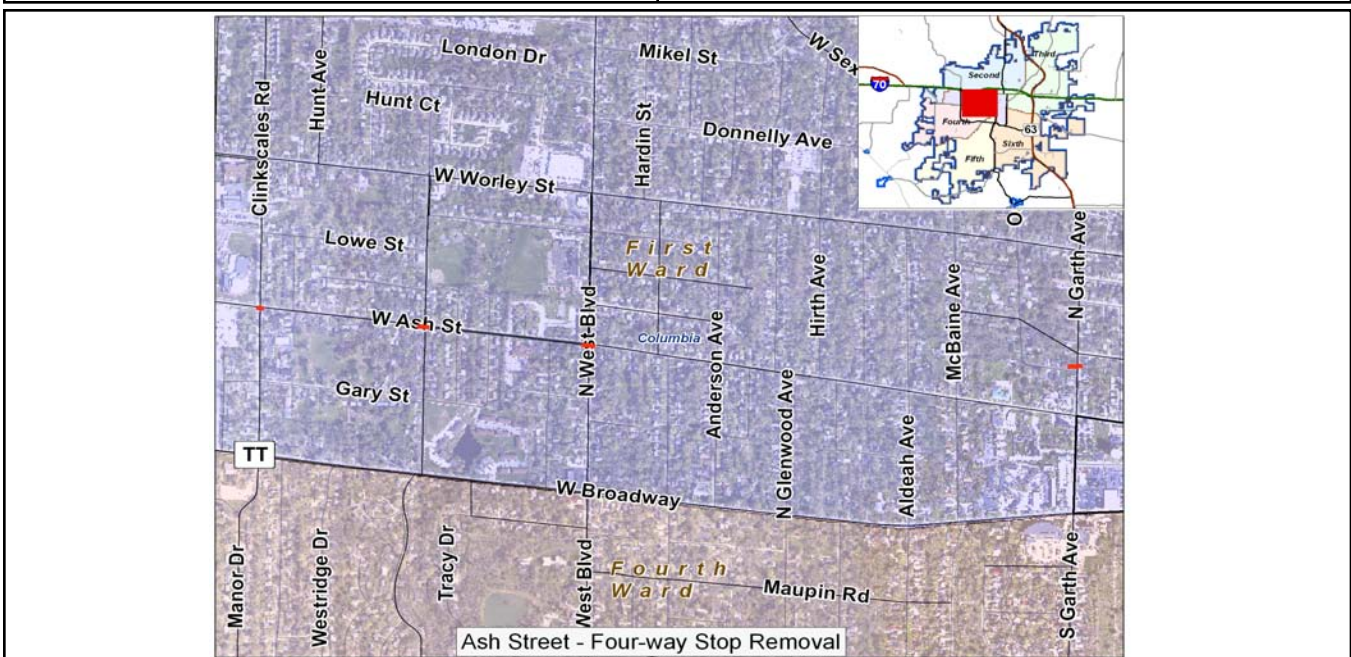 London Dr
Mikel St
W Sex
Hunt Ave
Clinkscales Rd
Hunt Ct
Hardin St
Donnelly Ave
W Worley St
Lowe St
First
Ward
Hirth Ave
McBaine Ave
N Garth Ave
O
W Ash St
N West Blvd
Columbia
Anderson Ave
Gary St
N Glenwood Ave
Aldeah Ave
TT
W Broadway
Manor Dr
Westridge Dr
Tracy Dr
West Blvd
Fourth
Ward
Maupin Rd
S Garth Ave
Ash Street - Four-way Stop Removal
70
Second
Third
Fourth
63
Sixth
Fifth